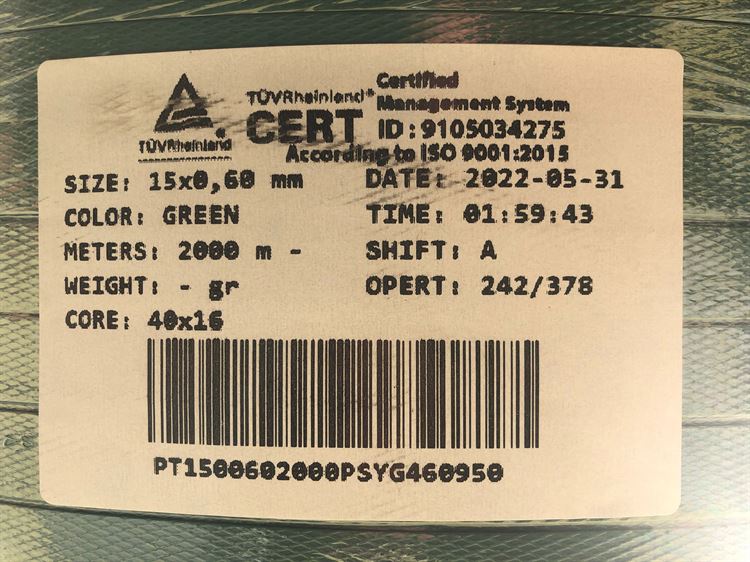 TÜVRheinland
TÜVRheinland®
CERT
Certified
Management System
ID: 9105034275
According to ISO 9001:2015
SIZE: 15x0,60 mm
DATE: 2022-05-31
COLOR: GREEN
TIME: 01:59:43
METERS: 2000 m -
SHIFT: A
WEIGHT: - gr
OPERT: 242/378
CORE: 40x16
PT1500602000PSYG460950